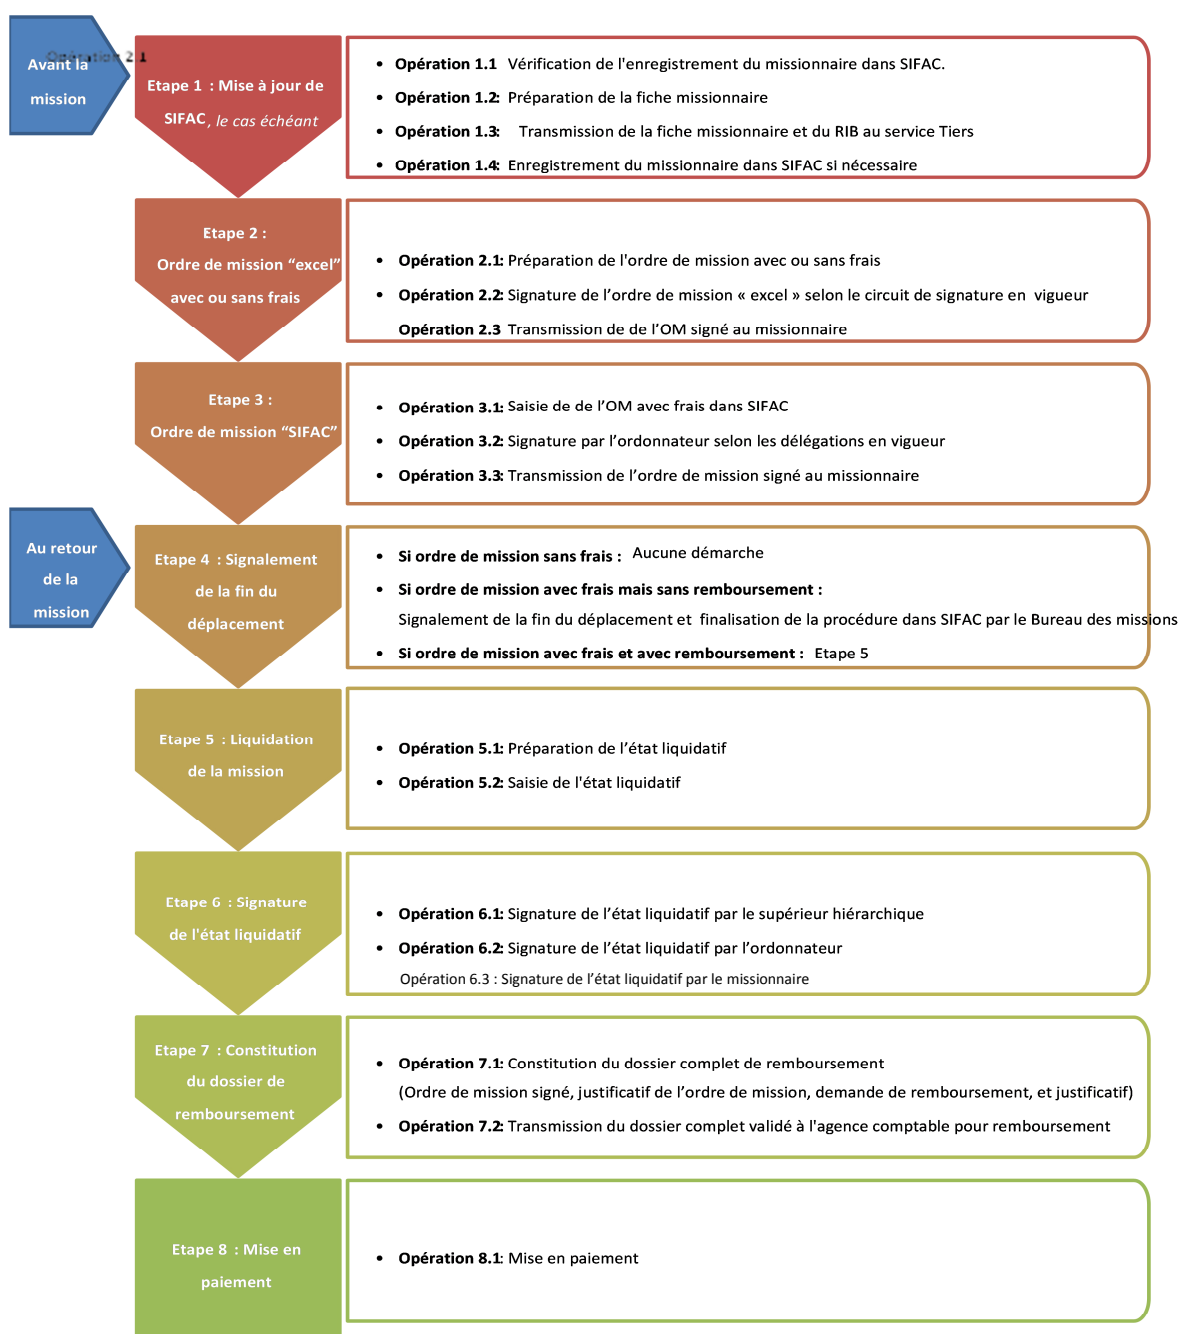 Opération 2.1
Avant la
mission
Etape 1 : Mise à jour de
SIFAC, le cas échéant
• Opération 1.1 Vérification de l'enregistrement du missionnaire dans SIFAC.
• Opération 1.2: Préparation de la fiche missionnaire
• Opération 1.3: Transmission de la fiche missionnaire et du RIB au service Tiers
• Opération 1.4: Enregistrement du missionnaire dans SIFAC si nécessaire
Etape 2 :
Ordre de mission “excel”
avec ou sans frais
• Opération 2.1: Préparation de l'ordre de mission avec ou sans frais
• Opération 2.2: Signature de l’ordre de mission « excel » selon le circuit de signature en vigueur
Opération 2.3 Transmission de de l’OM signé au missionnaire
Etape 3 :
Ordre de mission “SIFAC”
• Opération 3.1: Saisie de de l’OM avec frais dans SIFAC
• Opération 3.2: Signature par l’ordonnateur selon les délégations en vigueur
• Opération 3.3: Transmission de l’ordre de mission signé au missionnaire
Au retour
de la
mission
Etape 4 : Signalement
de la fin du
déplacement
• Si ordre de mission sans frais : Aucune démarche
• Si ordre de mission avec frais mais sans remboursement :
Signalement de la fin du déplacement et finalisation de la procédure dans SIFAC par le Bureau des missions
• Si ordre de mission avec frais et avec remboursement : Etape 5
Etape 5 : Liquidation
de la mission
• Opération 5.1: Préparation de l’état liquidatif
• Opération 5.2: Saisie de l'état liquidatif
Etape 6 : Signature
de l'état liquidatif
• Opération 6.1: Signature de l’état liquidatif par le supérieur hiérarchique
• Opération 6.2: Signature de l’état liquidatif par l’ordonnateur
Opération 6.3 : Signature de l’état liquidatif par le missionnaire
Etape 7 : Constitution
du dossier de
remboursement
• Opération 7.1: Constitution du dossier complet de remboursement
(Ordre de mission signé, justificatif de l’ordre de mission, demande de remboursement, et justificatif)
• Opération 7.2: Transmission du dossier complet validé à l'agence comptable pour remboursement
Etape 8 : Mise en
paiement
• Opération 8.1: Mise en paiement